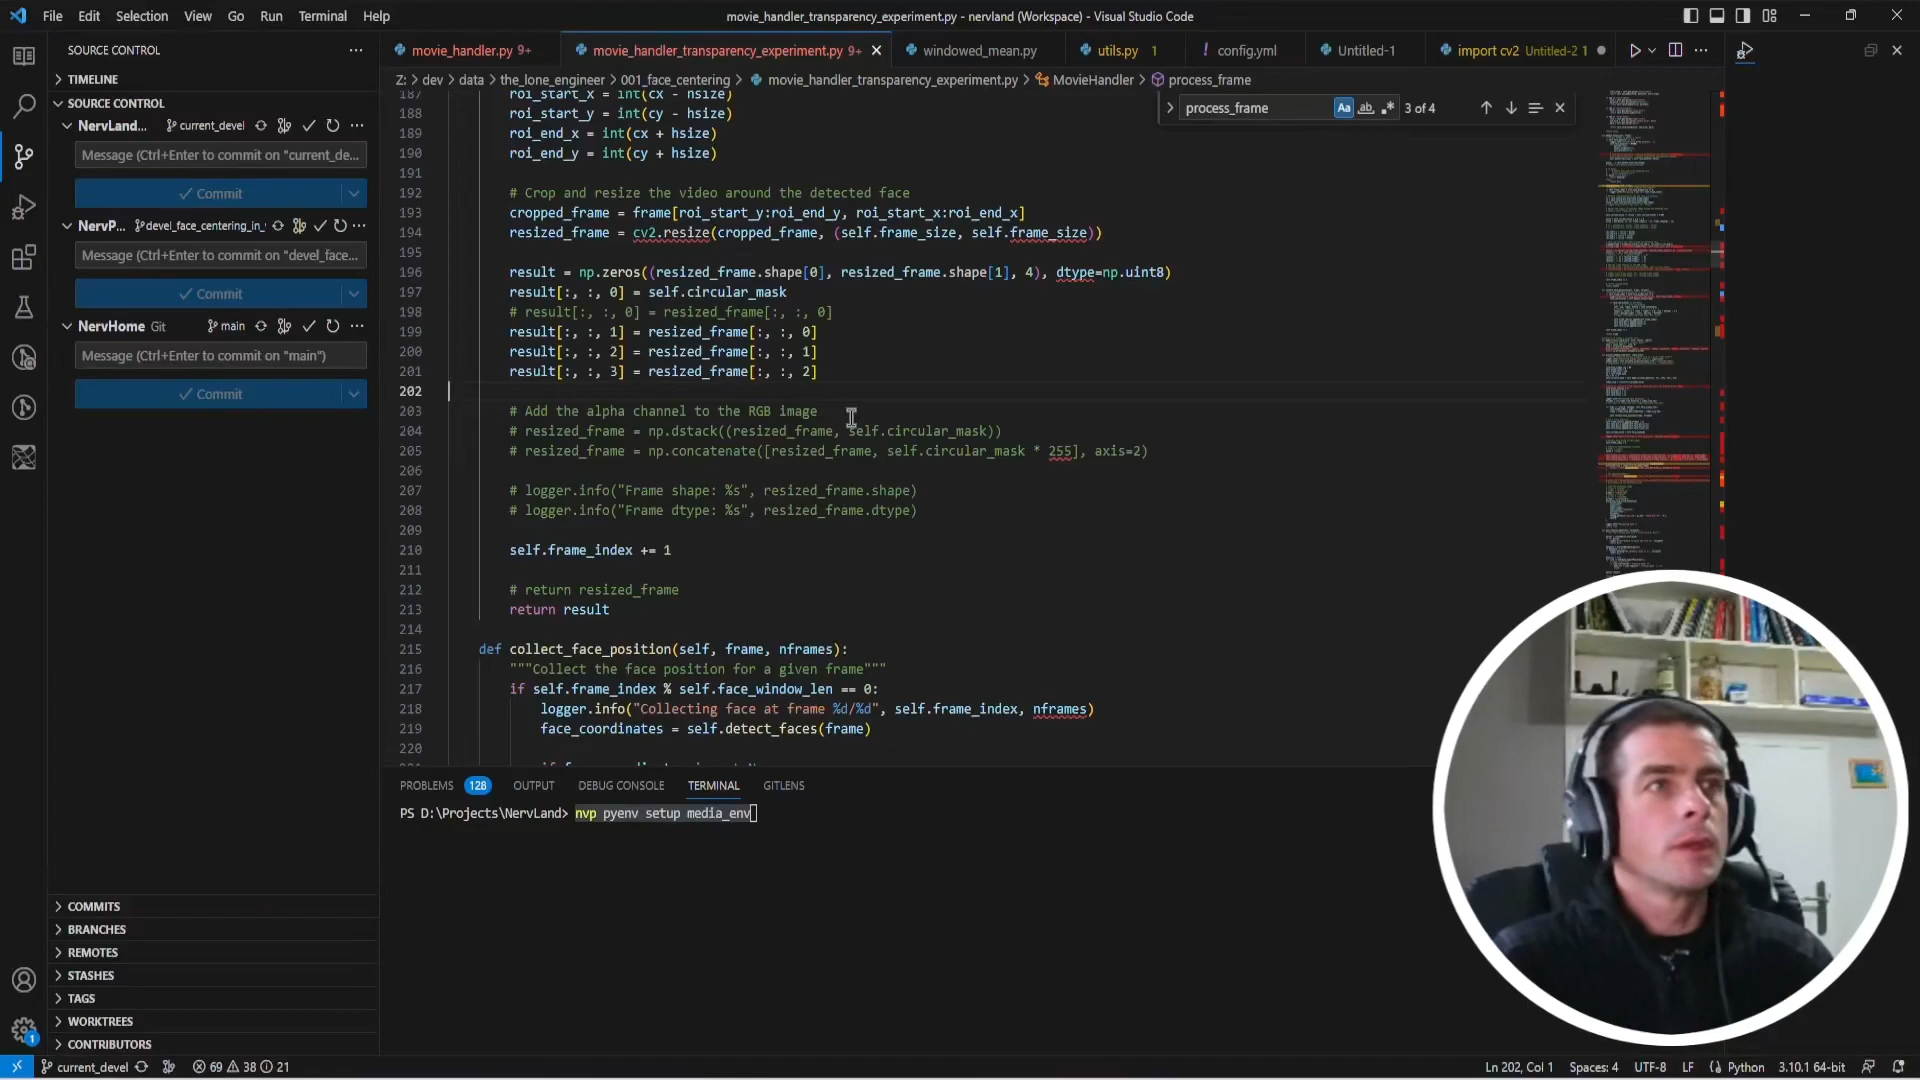 File Edit Selection View Go Run Terminal Help
movie_handler_transparency_experiment.py - nervland (Workspace) - Visual Studio Code
SOURCE CONTROL
movie_handler.py 9+
movie_handler_transparency_experiment.py 9+
windowed_mean.py
utils.py 1
config.yml
Untitled-1
import cv2 Untitled-2 1
Z: > dev > data > the_lone_engineer > 001_face_centering > movie_handler_transparency_experiment.py > MovieHandler > process_frame
TIMELINE
SOURCE CONTROL
NervLand... current_devel
Message (Ctrl+Enter to commit on "current_de...
Commit
NervP... devel_face_centering_in_
Message (Ctrl+Enter to commit on "devel_face...
Commit
NervHome Git main
Message (Ctrl+Enter to commit on "main")
Commit
COMMITS
BRANCHES
REMOTES
STASHES
TAGS
WORKTREES
CONTRIBUTORS
process_frame Aa ab 3 of 4
187 roi_start_x = int(cx - hsize)
188 roi_start_y = int(cy - hsize)
189 roi_end_x = int(cx + hsize)
190 roi_end_y = int(cy + hsize)
191
192 # Crop and resize the video around the detected face
193 cropped_frame = frame[roi_start_y:roi_end_y, roi_start_x:roi_end_x]
194 resized_frame = cv2.resize(cropped_frame, (self.frame_size, self.frame_size))
195
196 result = np.zeros((resized_frame.shape[0], resized_frame.shape[1], 4), dtype=np.uint8)
197 result[:, :, 0] = self.circular_mask
198 # result[:, :, 0] = resized_frame[:, :, 0]
199 result[:, :, 1] = resized_frame[:, :, 0]
200 result[:, :, 2] = resized_frame[:, :, 1]
201 result[:, :, 3] = resized_frame[:, :, 2]
202
203 # Add the alpha channel to the RGB image
204 # resized_frame = np.dstack((resized_frame, self.circular_mask))
205 # resized_frame = np.concatenate([resized_frame, self.circular_mask * 255], axis=2)
206
207 # logger.info("Frame shape: %s", resized_frame.shape)
208 # logger.info("Frame dtype: %s", resized_frame.dtype)
209
210 self.frame_index += 1
211
212 # return resized_frame
213 return result
214
215 def collect_face_position(self, frame, nframes):
216 """Collect the face position for a given frame"""
217 if self.frame_index % self.face_window_len == 0:
218 logger.info("Collecting face at frame %d/%d", self.frame_index, nframes)
219 face_coordinates = self.detect_faces(frame)
220
PROBLEMS 128 OUTPUT DEBUG CONSOLE TERMINAL GITLENS
PS D:\Projects\NervLand> nvp pyenv setup media_env
1
current_devel 69 38 21
Ln 202, Col 1 Spaces: 4 UTF-8 LF Python 3.10.1 64-bit